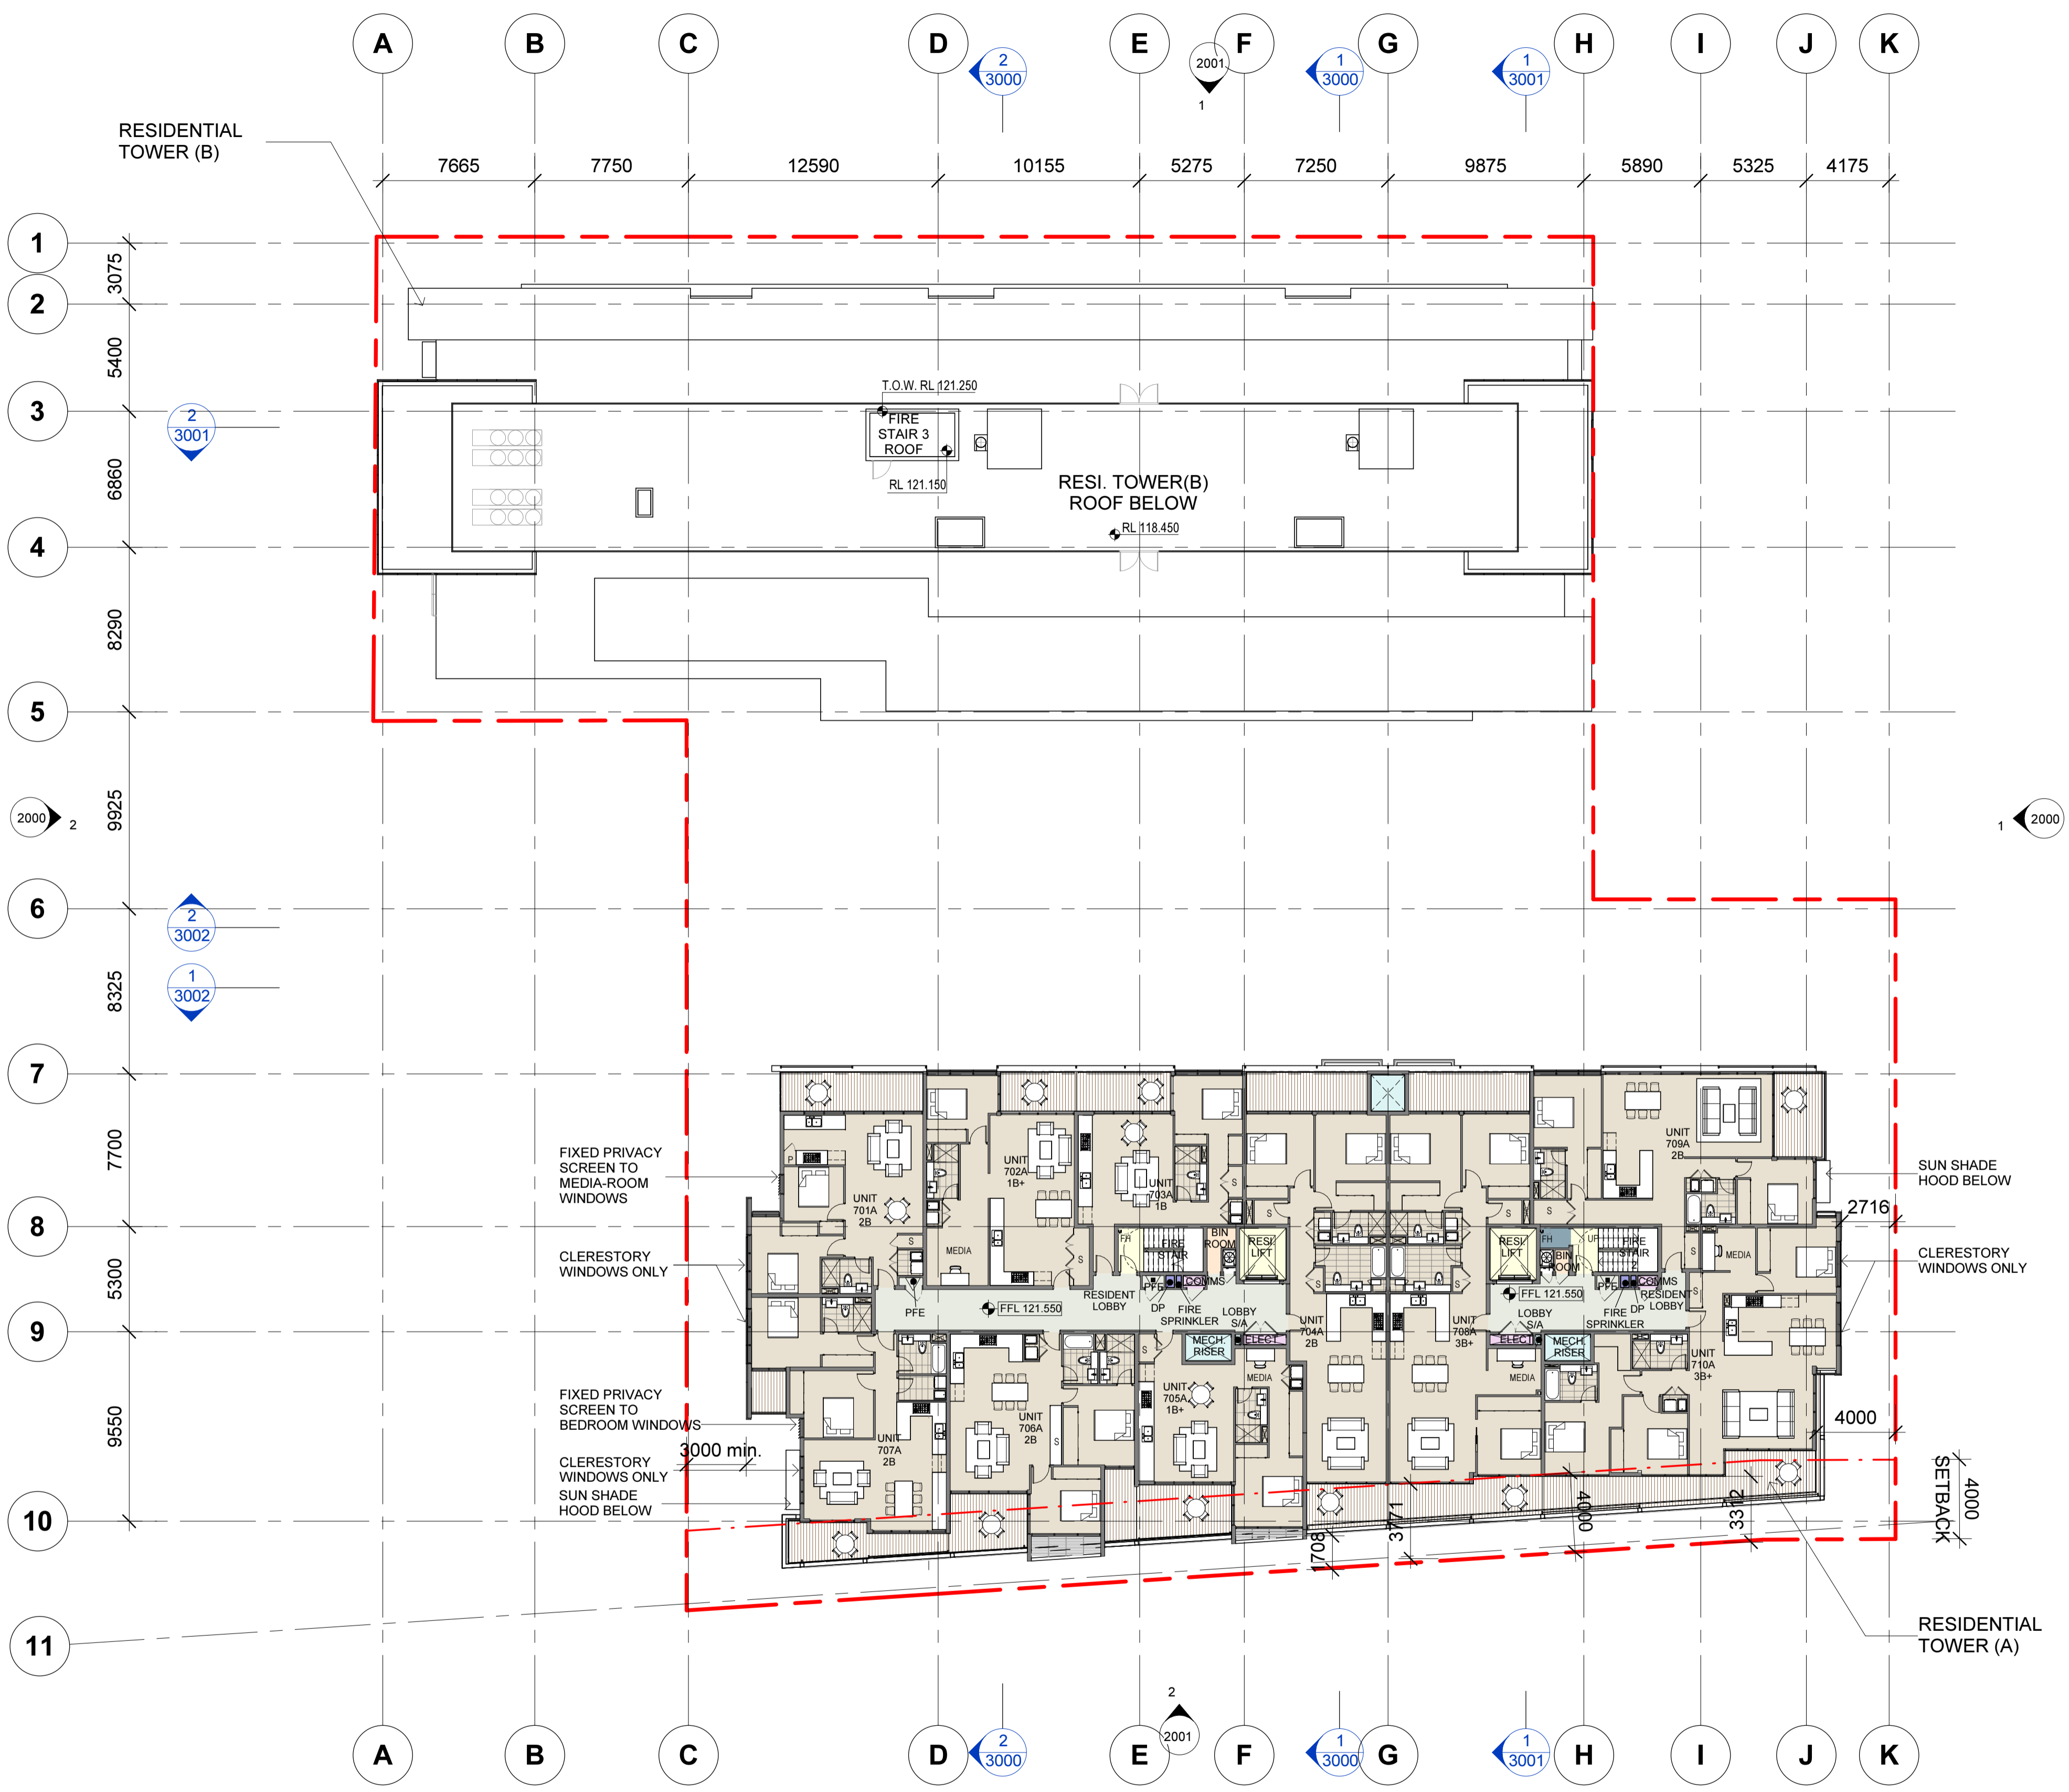 A B C D E F G H I J K
2
3000
2001
1
1
3000
1
3001
RESIDENTIAL
TOWER (B)
7665 7750 12590 10155 5275 7250 9875 5890 5325 4175
1
3075
2
5400
3
6860
4
8290
5
9925
6
8325
7
7700
8
5300
9
9550
10
11
2
3001
T.O.W. RL 121.250
FIRE
STAIR 3
ROOF
RL 121.150
RESI. TOWER(B)
ROOF BELOW
RL 118.450
2000
2
1
2000
2
3002
1
3002
FIXED PRIVACY
SCREEN TO
MEDIA-ROOM
WINDOWS
CLERESTORY
WINDOWS ONLY
FIXED PRIVACY
SCREEN TO
BEDROOM WINDOWS
3000 min.
CLERESTORY
WINDOWS ONLY
SUN SHADE
HOOD BELOW
P
UNIT
701A
2B
S
UNIT
702A
1B+
MEDIA
S
UNIT
703A
1B
S
FH
FIRE
STAIR
BIN
ROOM
RESI.
LIFT
S
S
S
S
S
RESI.
LIFT
S
FH
UP
BIN
ROOM
FIRE
STAIR
2
UNIT
709A
2B
S
MEDIA
S
PFE
FFL 121.550
RESIDENT
LOBBY
PFE
COMMS
DP
FIRE
SPRINKLER
LOBBY
S/A
FFL 121.550
PFE
COMMS
LOBBY
S/A
FIRE
SPRINKLER
DP
RESIDENT
LOBBY
S
MECH.
RISER
ELECT
UNIT
704A
2B
UNIT
708A
3B+
ELECT
MECH.
RISER
MEDIA
MEDIA
UNIT
710A
3B+
UNIT
707A
2B
UNIT
706A
2B
S
UNIT
705A
1B+
SUN SHADE
HOOD BELOW
2716
CLERESTORY
WINDOWS ONLY
4000
4000
SETBACK
1708
3771
4000
3312
RESIDENTIAL
TOWER (A)
2
2001
2
3000
1
3000
1
3001
A B C D E F G H I J K